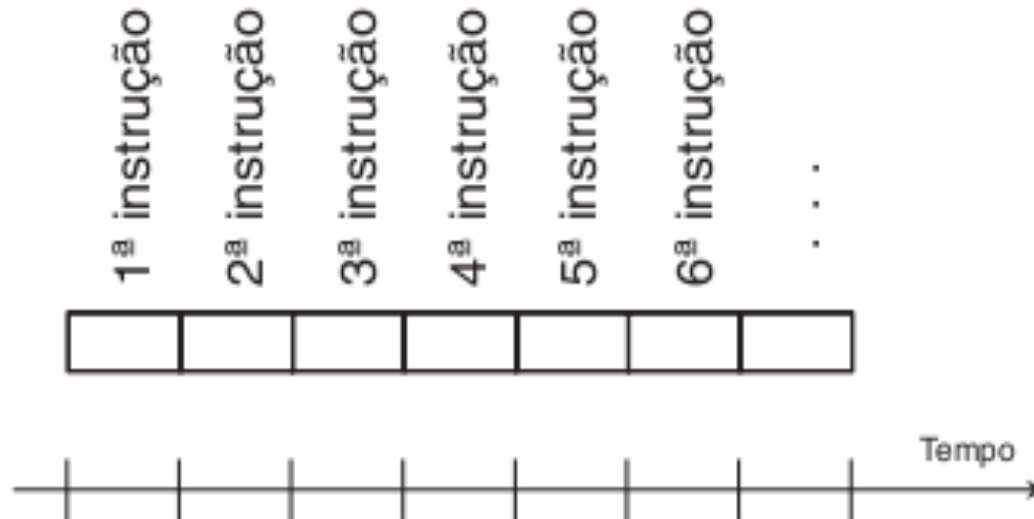 1ª instrução
2ª instrução
3ª instrução
4ª instrução
5ª instrução
6ª instrução
. . .
Tempo